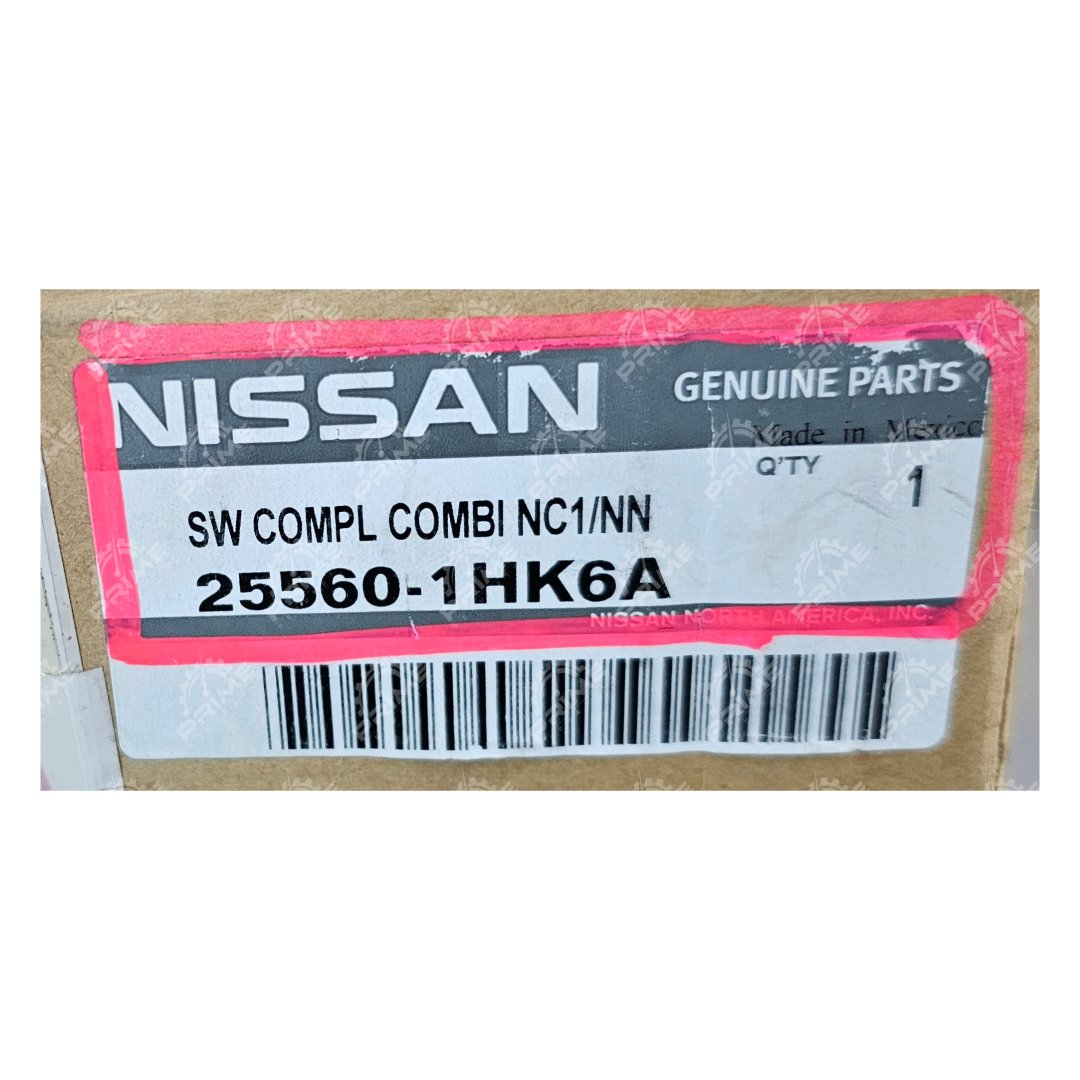 NISSAN
GENUINE PARTS
Made in Mexico
Q'TY
1
SW COMPL COMBI NC1/NN
25560-1HK6A
NISSAN NORTH AMERICA, INC.
PRIME